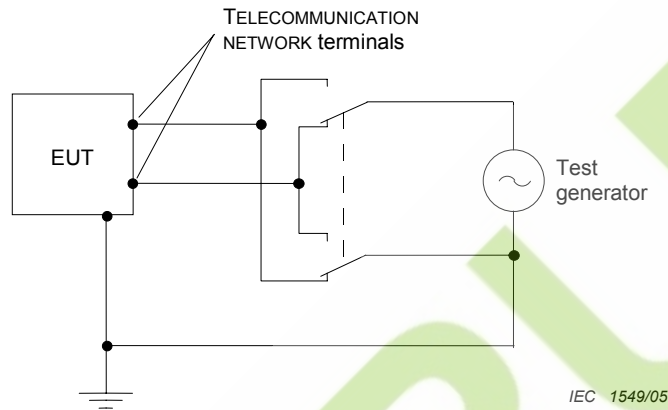 TELECOMMUNICATION
NETWORK terminals
EUT
Test
generator
IEC 1549/05